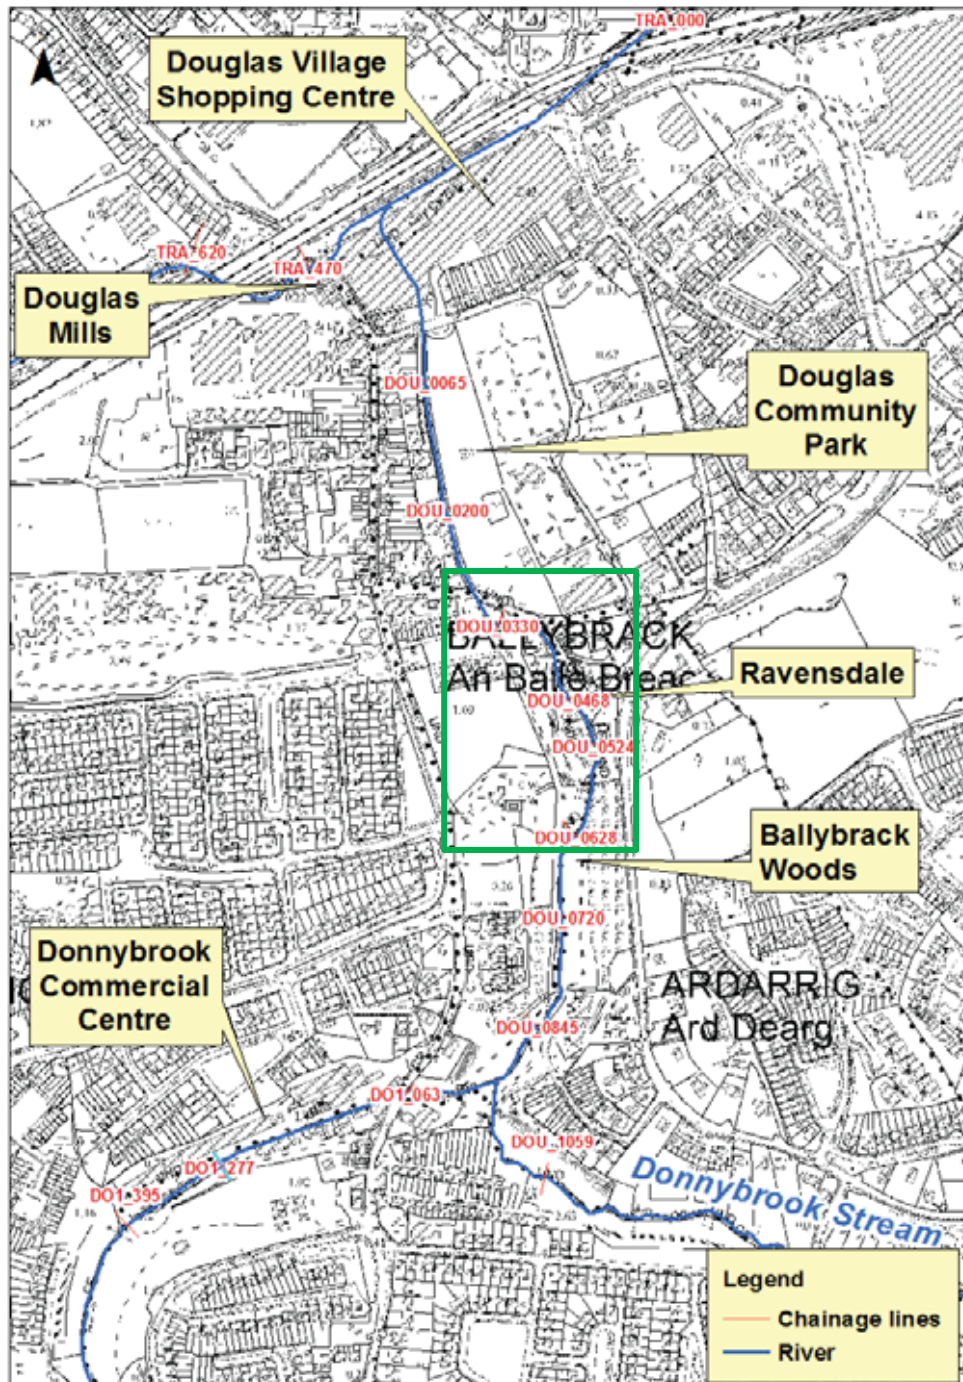 TRA_000
Douglas Village
Shopping Centre
TRA_620
TRA_470
Douglas
Mills
DOU_0065
Douglas
Community
Park
DOU_0200
DOU_0330
BALLYBRACK
An Baile Breac
Ravensdale
DOU_0468
1.69
DOU_0524
DOU_0628
Ballybrack
Woods
DOU_0720
Donnybrook
Commercial
Centre
ARDARRIG
Ard Dearg
DOU_0845
DO1_063
DOU_1059
DO1_277
DO1_395
Donnybrook Stream
Legend
Chainage lines
River